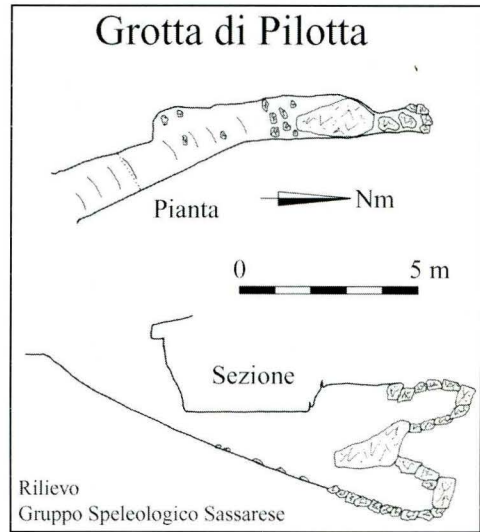 Grotta di Pilotta
Pianta
Nm
0 5 m
Sezione
Rilievo
Gruppo Speleologico Sassarese